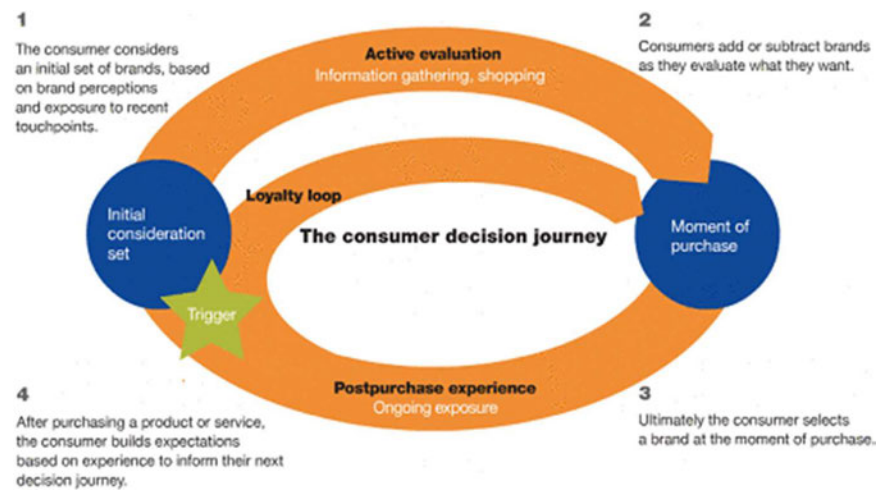 1
The consumer considers
an initial set of brands, based
on brand perceptions
and exposure to recent
touchpoints.
Active evaluation
Information gathering, shopping
2
Consumers add or subtract brands
as they evaluate what they want.
Loyalty loop
Initial
consideration
set
The consumer decision journey
Moment of
purchase
Trigger
Postpurchase experience
Ongoing exposure
3
Ultimately the consumer selects
a brand at the moment of purchase.
4
After purchasing a product or service,
the consumer builds expectations
based on experience to inform their next
decision journey.